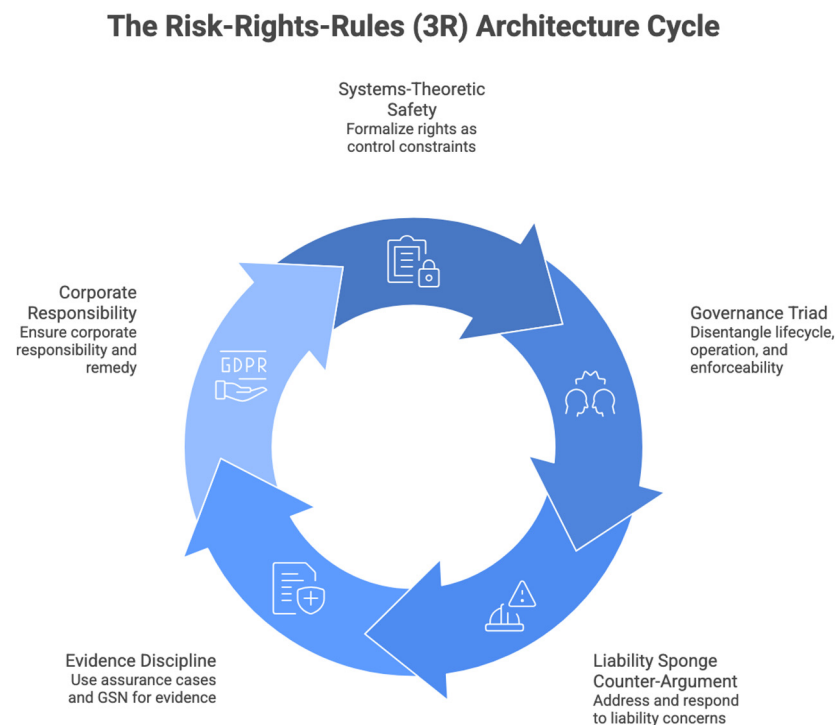 The Risk-Rights-Rules (3R) Architecture Cycle
Systems-Theoretic
Safety
Formalize rights as
control constraints
Corporate
Responsibility
Ensure corporate
responsibility and
remedy
GDPR
Governance Triad
Disentangle lifecycle,
operation, and
enforceability
Evidence Discipline
Use assurance cases
and GSN for evidence
Liability Sponge
Counter-Argument
Address and respond
to liability concerns